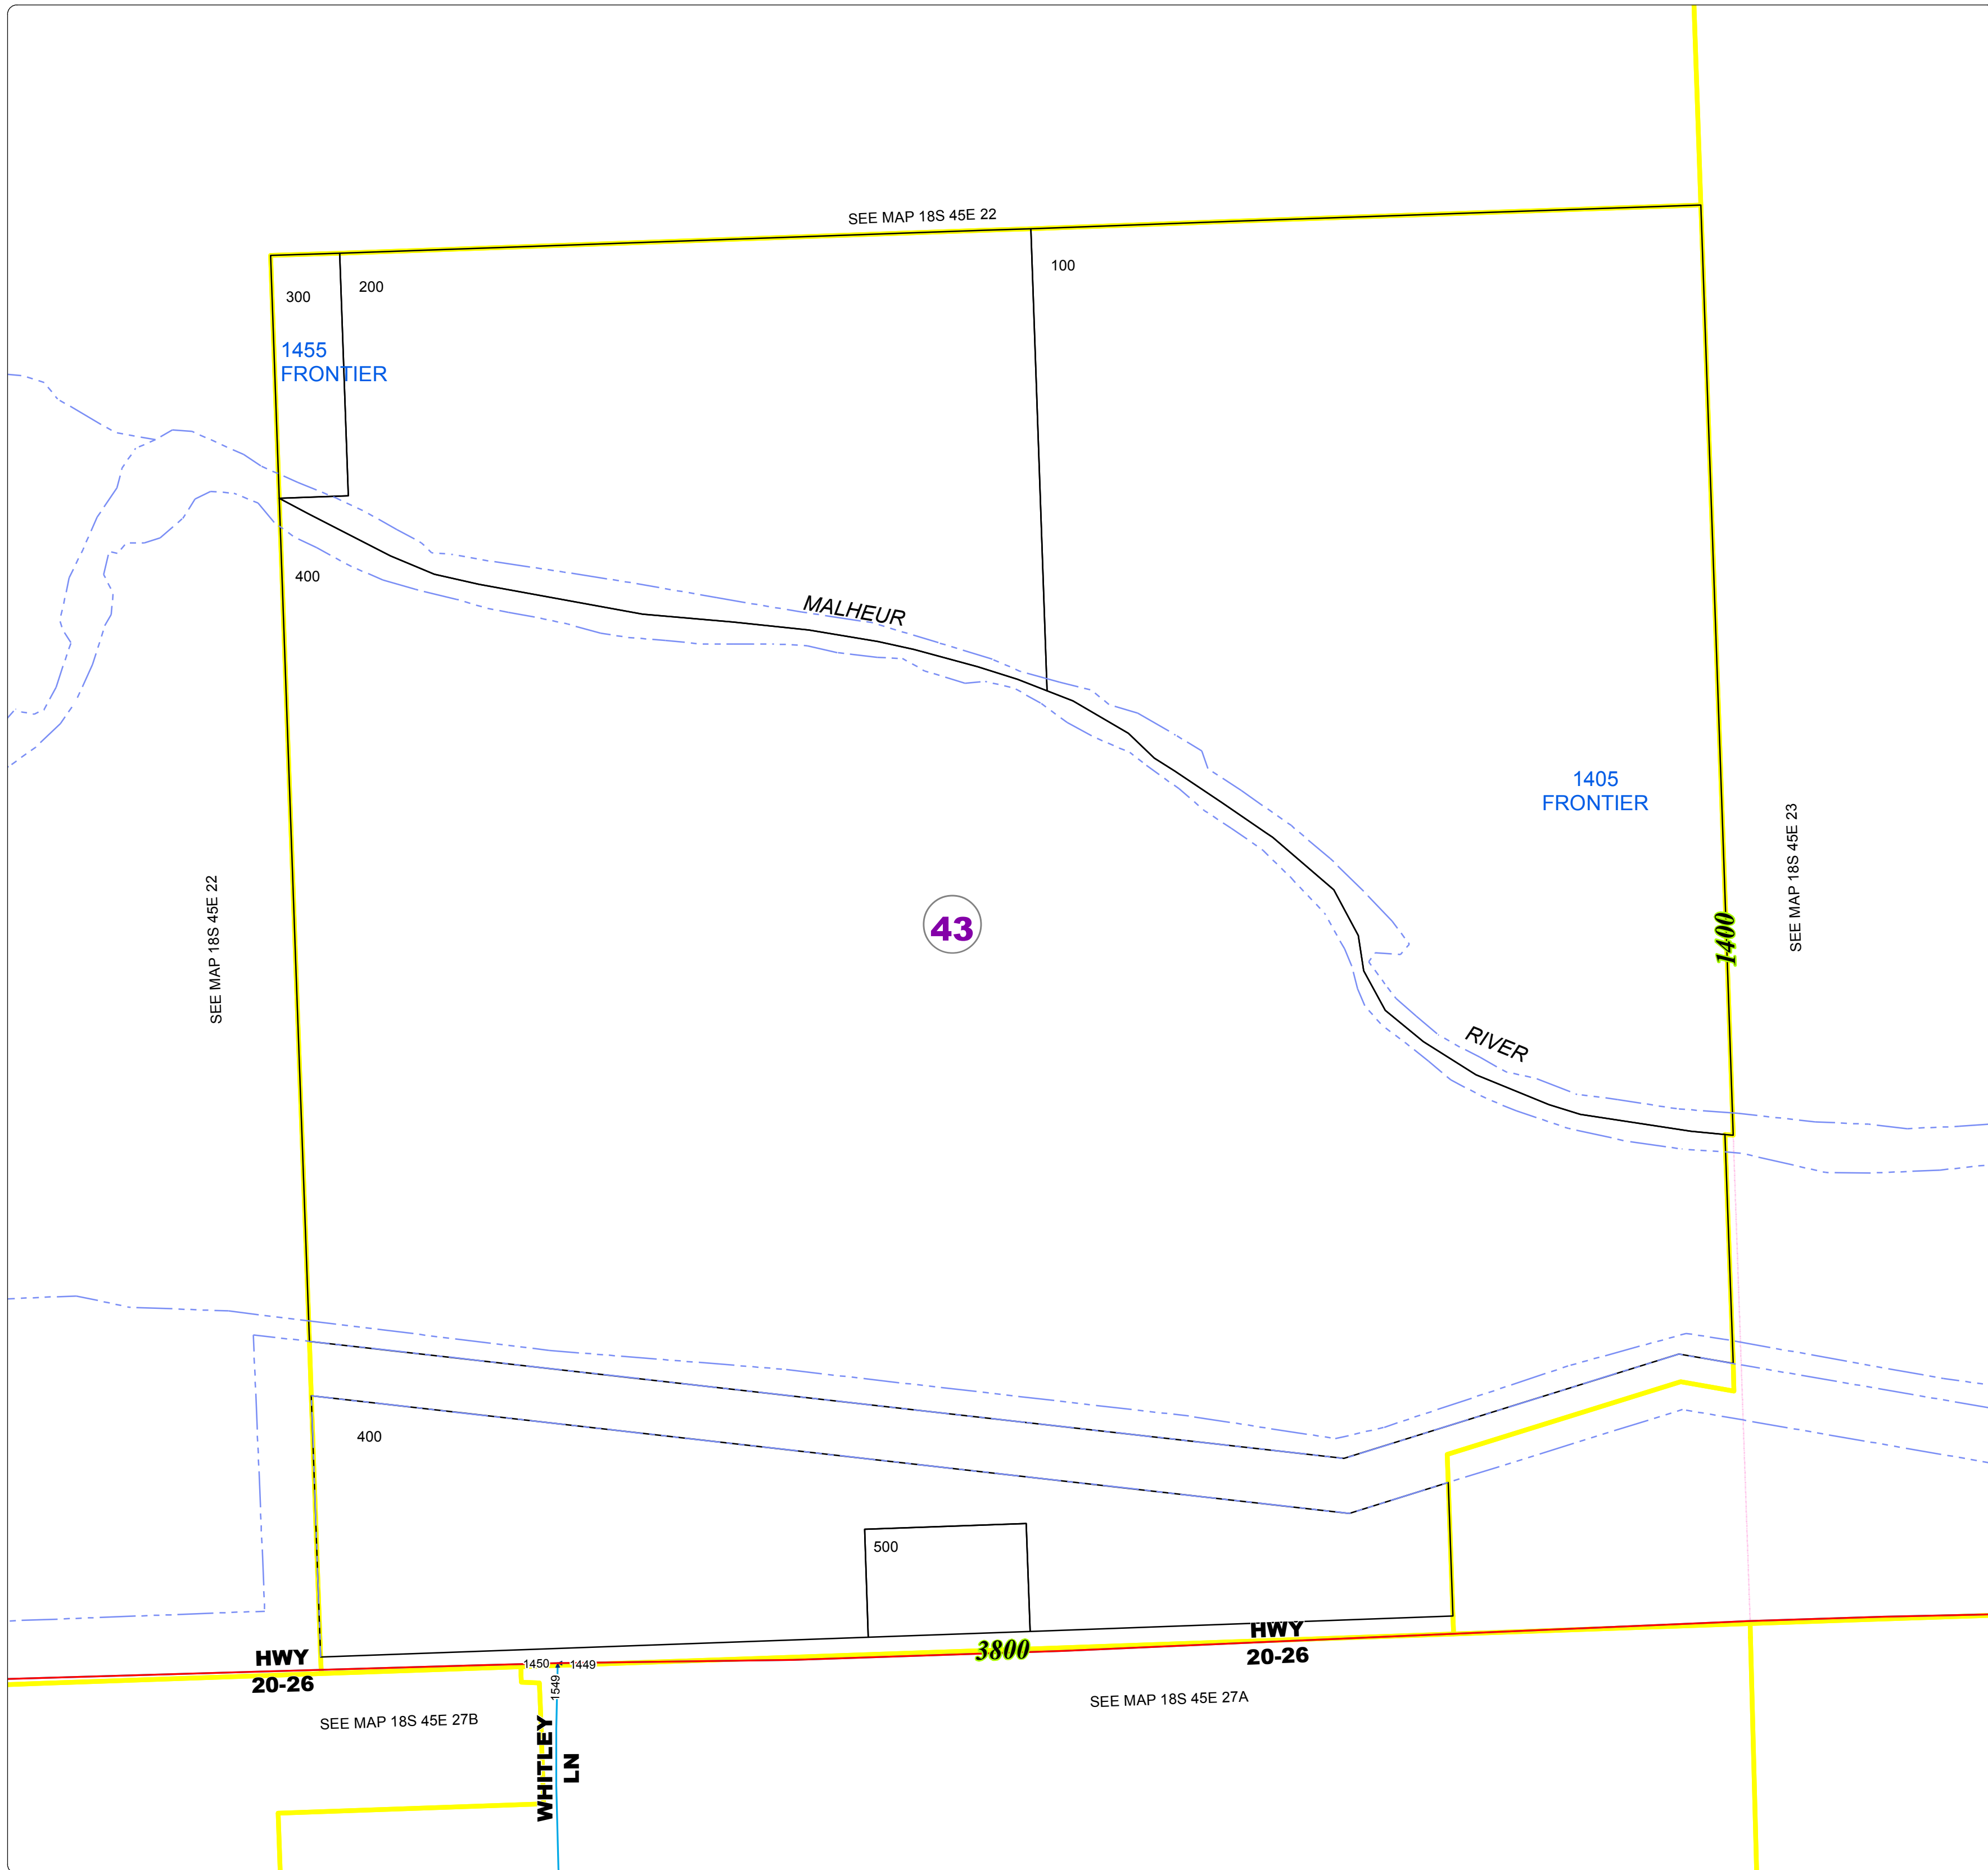 SEE MAP 18S 45E 22
100
300
200
1455
FRONTIER
400
MALHEUR
1405
FRONTIER
SEE MAP 18S 45E 22
43
1400
SEE MAP 18S 45E 23
RIVER
400
500
HWY
20-26
3800
HWY
20-26
1450
1449
1549
SEE MAP 18S 45E 27B
SEE MAP 18S 45E 27A
WHITLEY
LN